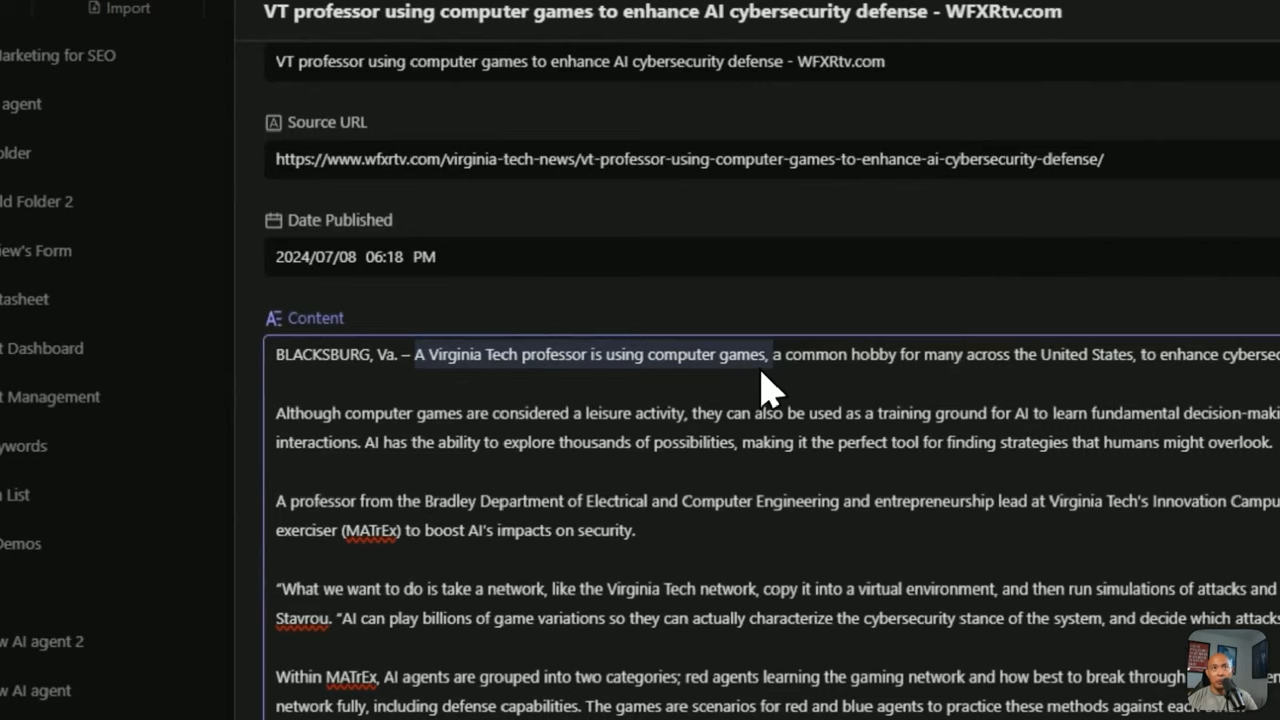 Import
VT professor using computer games to enhance AI cybersecurity defense - WFXRtv.com
arketing for SEO
agent
older
ld Folder 2
iew's Form
tasheet
t Dashboard
t Management
ywords
n List
Demos
w AI agent 2
w AI agent
VT professor using computer games to enhance AI cybersecurity defense - WFXRtv.com
Source URL
https://www.wfxrtv.com/virginia-tech-news/vt-professor-using-computer-games-to-enhance-ai-cybersecurity-defense/
Date Published
2024/07/08 06:18 PM
Content
BLACKSBURG, Va. – A Virginia Tech professor is using computer games, a common hobby for many across the United States, to enhance cybersec
Although computer games are considered a leisure activity, they can also be used as a training ground for AI to learn fundamental decision-maki
interactions. AI has the ability to explore thousands of possibilities, making it the perfect tool for finding strategies that humans might overlook.
A professor from the Bradley Department of Electrical and Computer Engineering and entrepreneurship lead at Virginia Tech's Innovation Campu
exerciser (MATrEx) to boost AI's impacts on security.
“What we want to do is take a network, like the Virginia Tech network, copy it into a virtual environment, and then run simulations of attacks and
Stavrou. “AI can play billions of game variations so they can actually characterize the cybersecurity stance of the system, and decide which attacks
Within MATrEx, AI agents are grouped into two categories; red agents learning the gaming network and how best to break through
network fully, including defense capabilities. The games are scenarios for red and blue agents to practice these methods against eac